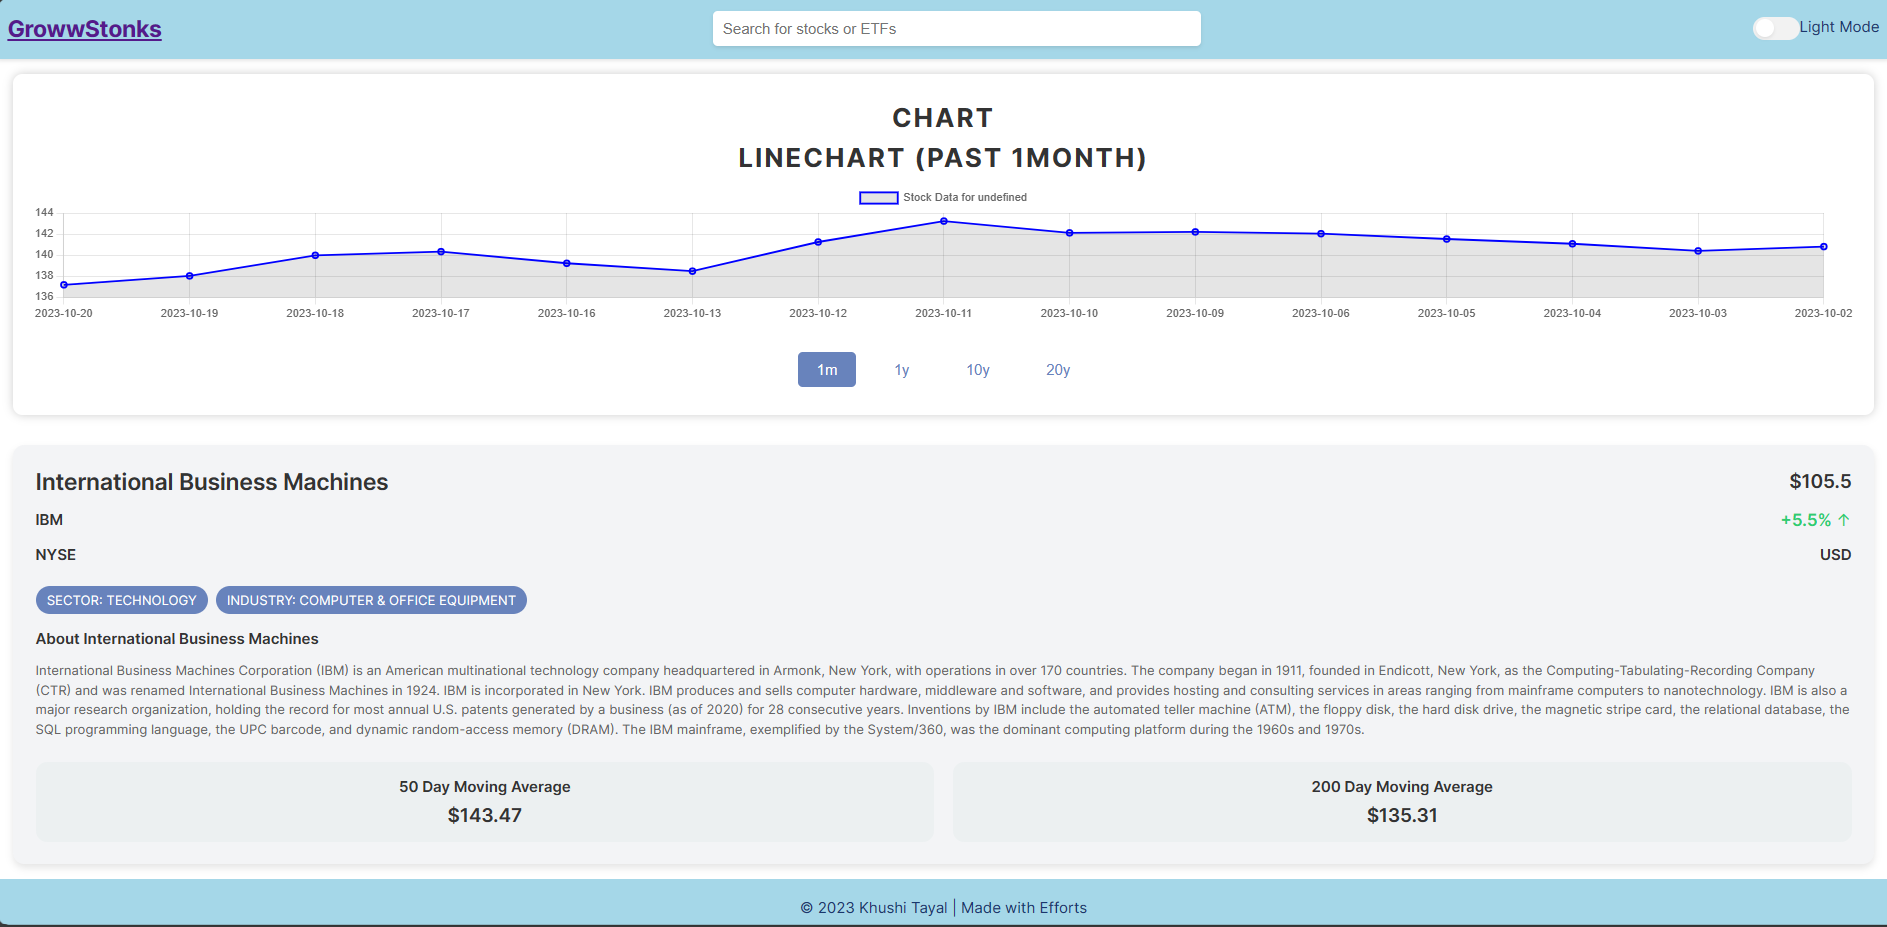 GrowwStonks
Search for stocks or ETFs
Light Mode
CHART
LINECHART (PAST 1MONTH)
Stock Data for undefined
144
142
140
138
136
2023-10-20 2023-10-19 2023-10-18 2023-10-17 2023-10-16 2023-10-13 2023-10-12 2023-10-11 2023-10-10 2023-10-09 2023-10-06 2023-10-05 2023-10-04 2023-10-03 2023-10-02
1m 1y 10y 20y
International Business Machines $105.5
IBM +5.5% ↑
NYSE USD
SECTOR: TECHNOLOGY INDUSTRY: COMPUTER & OFFICE EQUIPMENT
About International Business Machines
International Business Machines Corporation (IBM) is an American multinational technology company headquartered in Armonk, New York, with operations in over 170 countries. The company began in 1911, founded in Endicott, New York, as the Computing-Tabulating-Recording Company
(CTR) and was renamed International Business Machines in 1924. IBM is incorporated in New York. IBM produces and sells computer hardware, middleware and software, and provides hosting and consulting services in areas ranging from mainframe computers to nanotechnology. IBM is also a
major research organization, holding the record for most annual U.S. patents generated by a business (as of 2020) for 28 consecutive years. Inventions by IBM include the automated teller machine (ATM), the floppy disk, the hard disk drive, the magnetic stripe card, the relational database, the
SQL programming language, the UPC barcode, and dynamic random-access memory (DRAM). The IBM mainframe, exemplified by the System/360, was the dominant computing platform during the 1960s and 1970s.
50 Day Moving Average 200 Day Moving Average
$143.47 $135.31
© 2023 Khushi Tayal | Made with Efforts